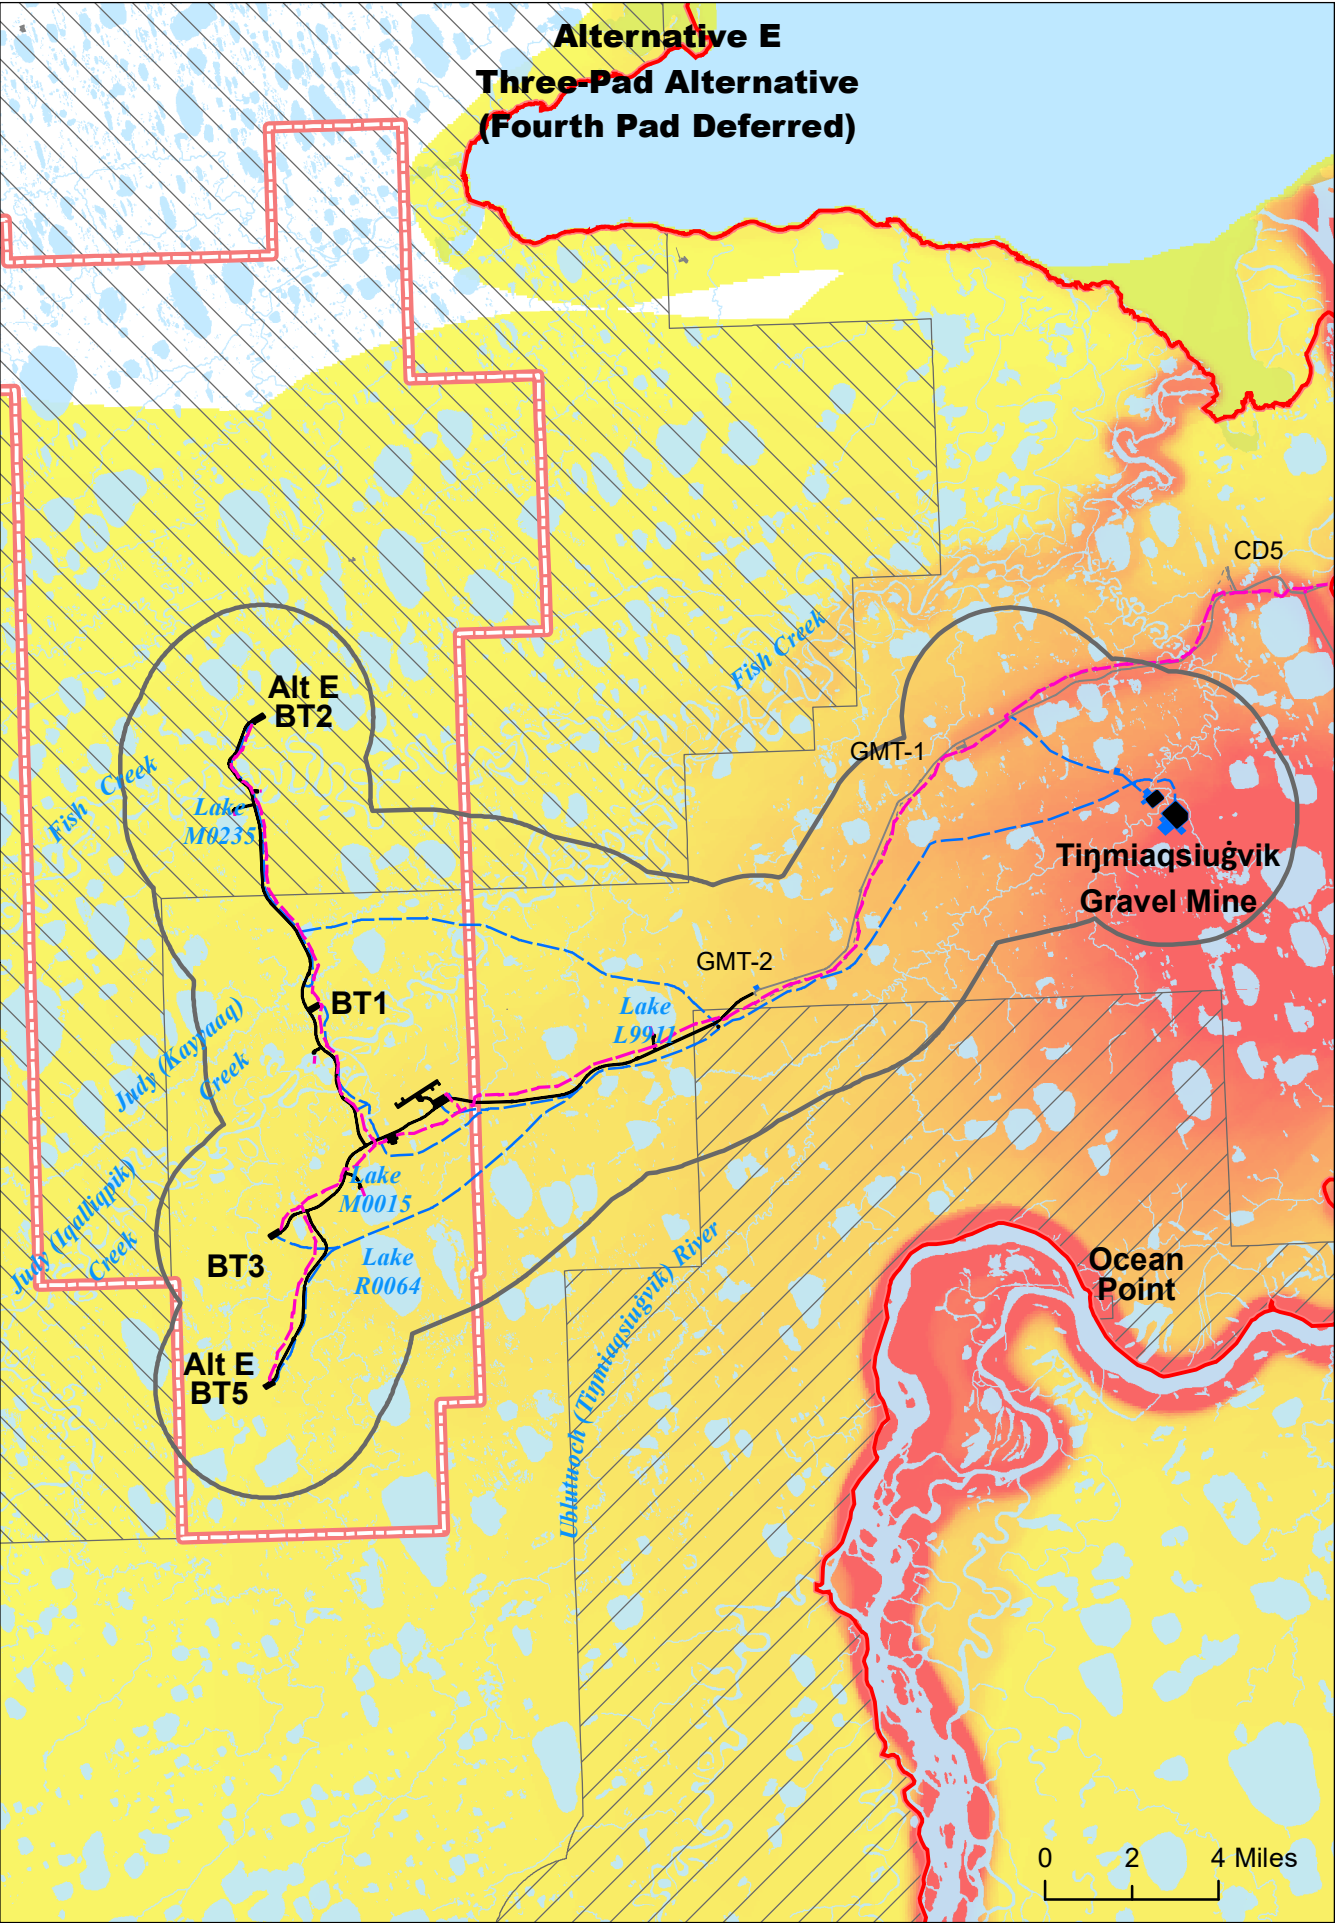 Alternative E
Three-Pad Alternative
(Fourth Pad Deferred)
CD5
Fish Creek
Alt E
BT2
GMT-1
Fish Creek
Lake
M0235
Tiŋmiaqsiuġvik
Gravel Mine
GMT-2
BT1
Lake
L9911
Judy (Kayyaaq)
Creek
Lake
M0015
Judy (Iqalliqpik)
Creek
BT3
Lake
R0064
Ublutuoch (Tiŋmiaqsiuġvik) River
Ocean
Point
Alt E
BT5
0 2 4 Miles